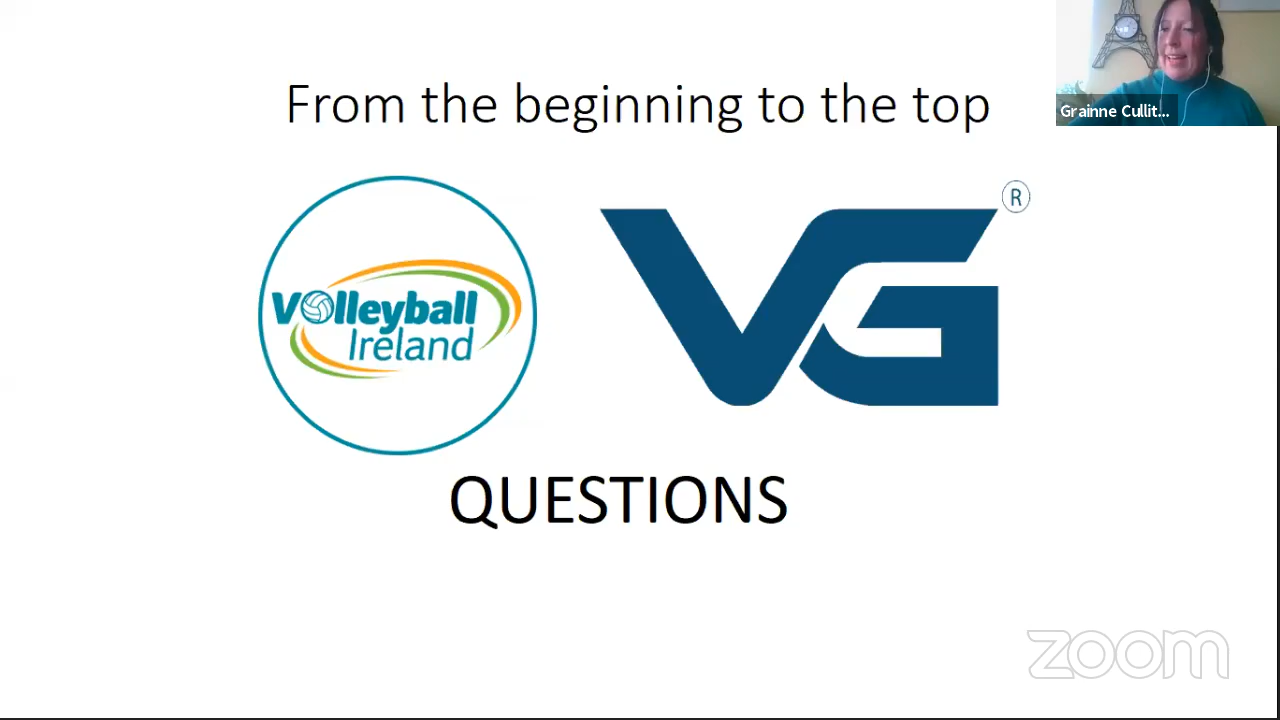 From the beginning to the top
Grainne Cullit...
Volleyball
Ireland
VG
R
QUESTIONS
zoom